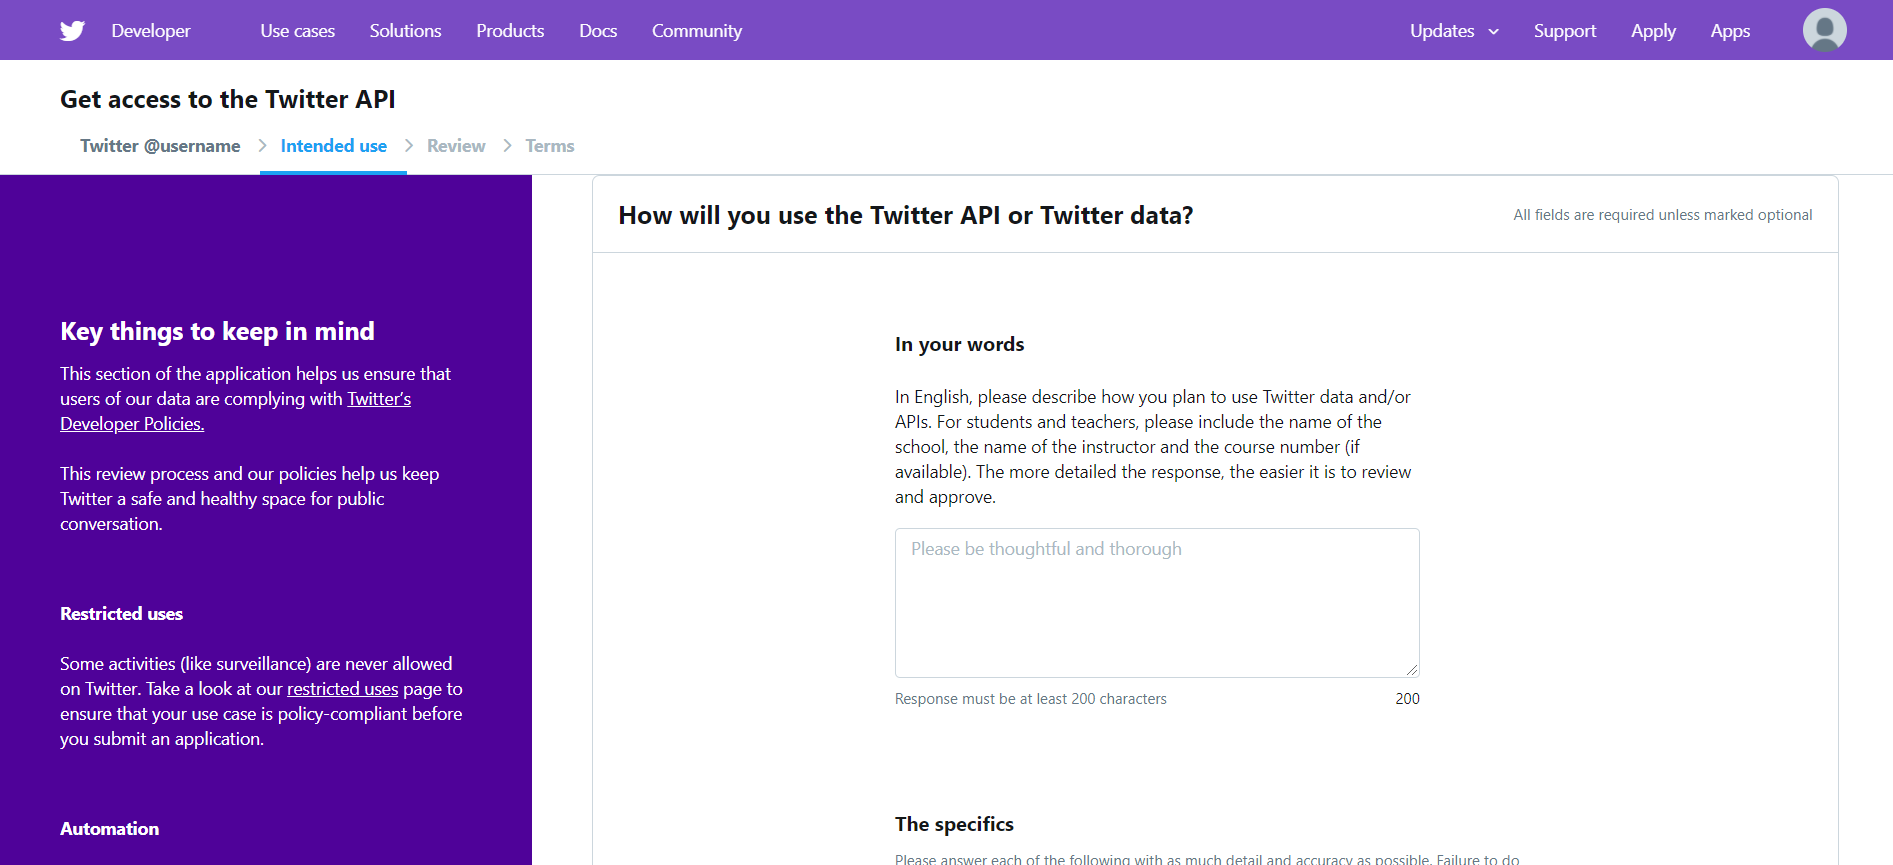 Developer
Use cases
Solutions
Products
Docs
Community
Updates
Support
Apply
Apps
Get access to the Twitter API
Twitter @username
Intended use
Review
Terms
Key things to keep in mind
This section of the application helps us ensure that
users of our data are complying with Twitter's
Developer Policies.
This review process and our policies help us keep
Twitter a safe and healthy space for public
conversation.
Restricted uses
Some activities (like surveillance) are never allowed
on Twitter. Take a look at our restricted uses page to
ensure that your use case is policy-compliant before
you submit an application.
Automation
How will you use the Twitter API or Twitter data?
All fields are required unless marked optional
In your words
In English, please describe how you plan to use Twitter data and/or
APIs. For students and teachers, please include the name of the
school, the name of the instructor and the course number (if
available). The more detailed the response, the easier it is to review
and approve.
Please be thoughtful and thorough
Response must be at least 200 characters
200
The specifics
Please answer each of the following with as much detail and accuracy as possible. Failure to do